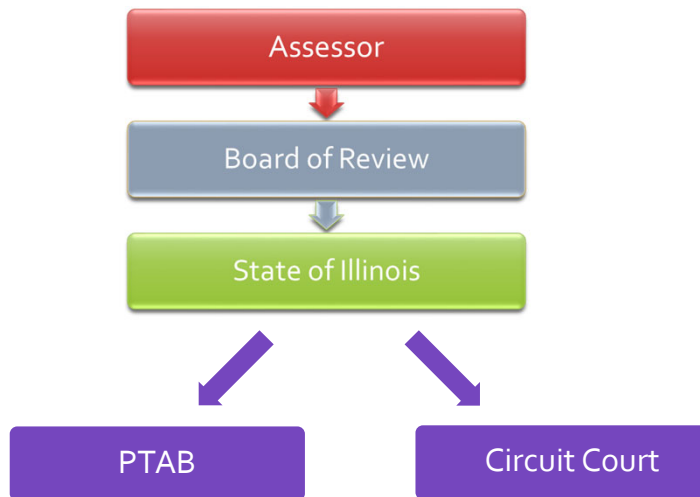 Assessor
Board of Review
State of Illinois
PTAB
Circuit Court